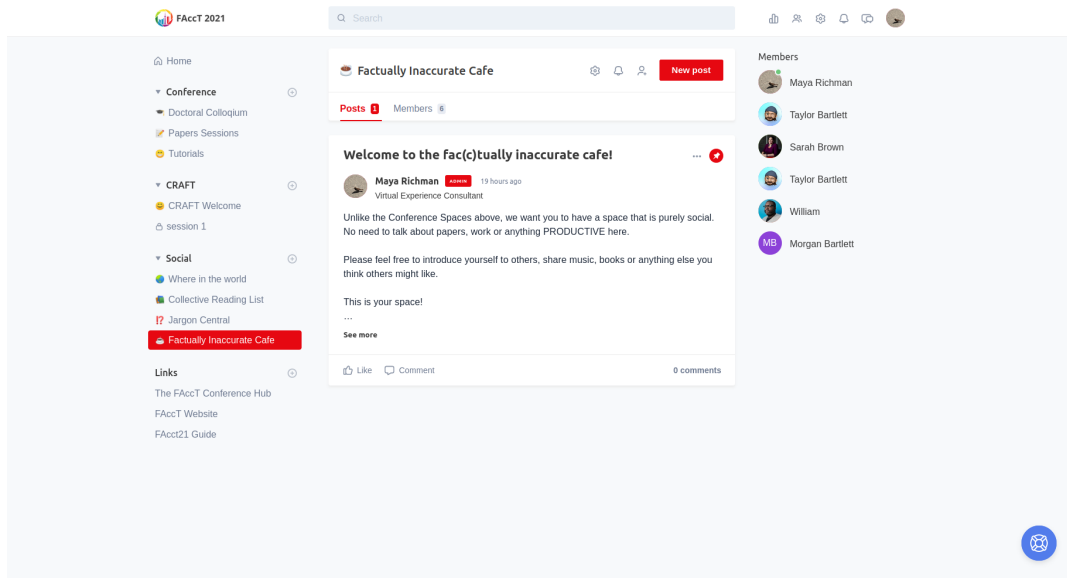 FAccT 2021
Search
Home
Conference
Doctoral Colloqium
Papers Sessions
Tutorials
CRAFT
CRAFT Welcome
session 1
Social
Where in the world
Collective Reading List
Jargon Central
Factually Inaccurate Cafe
Links
The FAccT Conference Hub
FAccT Website
FAcct21 Guide
Factually Inaccurate Cafe
New post
Posts 1 Members 6
Welcome to the fac(c)tually inaccurate cafe!
...
Maya Richman ADMIN 19 hours ago
Virtual Experience Consultant
Unlike the Conference Spaces above, we want you to have a space that is purely social.
No need to talk about papers, work or anything PRODUCTIVE here.
Please feel free to introduce yourself to others, share music, books or anything else you
think others might like.
This is your space!
…
See more
Like Comment 0 comments
Members
Maya Richman
Taylor Bartlett
Sarah Brown
Taylor Bartlett
William
MB Morgan Bartlett